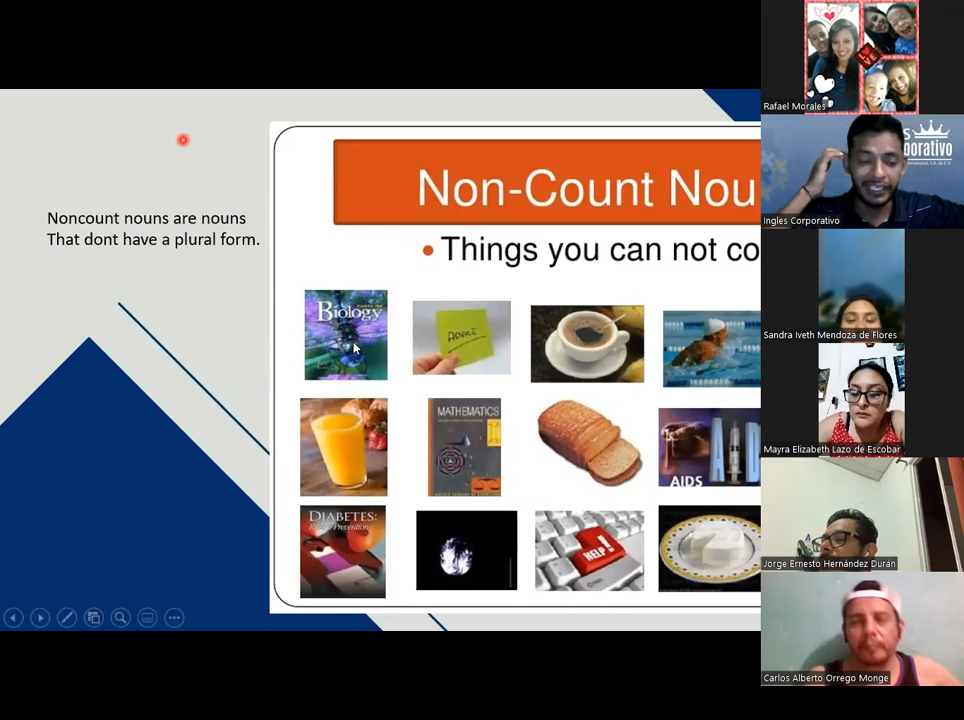 Noncount nouns are nouns
That dont have a plural form.
Non-Count Nou
• Things you can not co
Biology
ADVICE
MATHEMATICS
AIDS
DIABETES:
HELP!
Rafael Morales
S
porativo
Ingles Corporativo
Sandra Iveth Mendoza de Flores
Mayra Elizabeth Lazo de Escobar
Jorge Ernesto Hernández Durán
Carlos Alberto Orrego Monge